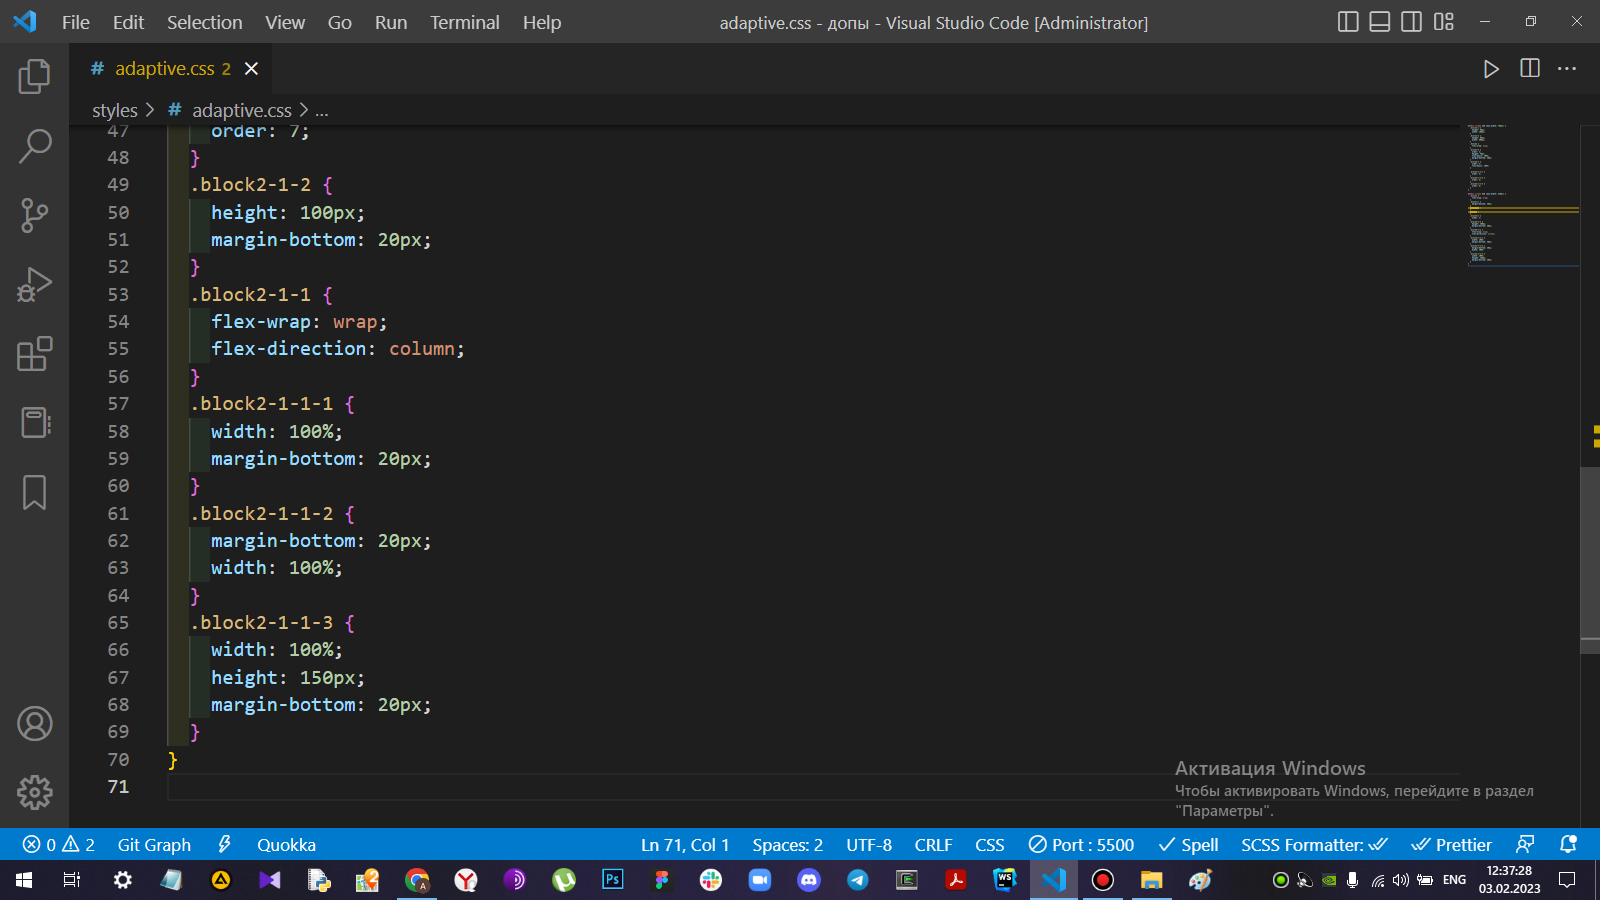 File Edit Selection View Go Run Terminal Help
adaptive.css - допы - Visual Studio Code [Administrator]
# adaptive.css 2
styles > # adaptive.css > ...
47 order: 7;
48 }
49 .block2-1-2 {
50 height: 100px;
51 margin-bottom: 20px;
52 }
53 .block2-1-1 {
54 flex-wrap: wrap;
55 flex-direction: column;
56 }
57 .block2-1-1-1 {
58 width: 100%;
59 margin-bottom: 20px;
60 }
61 .block2-1-1-2 {
62 margin-bottom: 20px;
63 width: 100%;
64 }
65 .block2-1-1-3 {
66 width: 100%;
67 height: 150px;
68 margin-bottom: 20px;
69 }
70 }
71
Активация Windows
Чтобы активировать Windows, перейдите в раздел
"Параметры".
0 2 Git Graph Quokka Ln 71, Col 1 Spaces: 2 UTF-8 CRLF CSS Port : 5500 Spell SCSS Formatter: Prettier
Ps WS ENG
12:37:28
03.02.2023